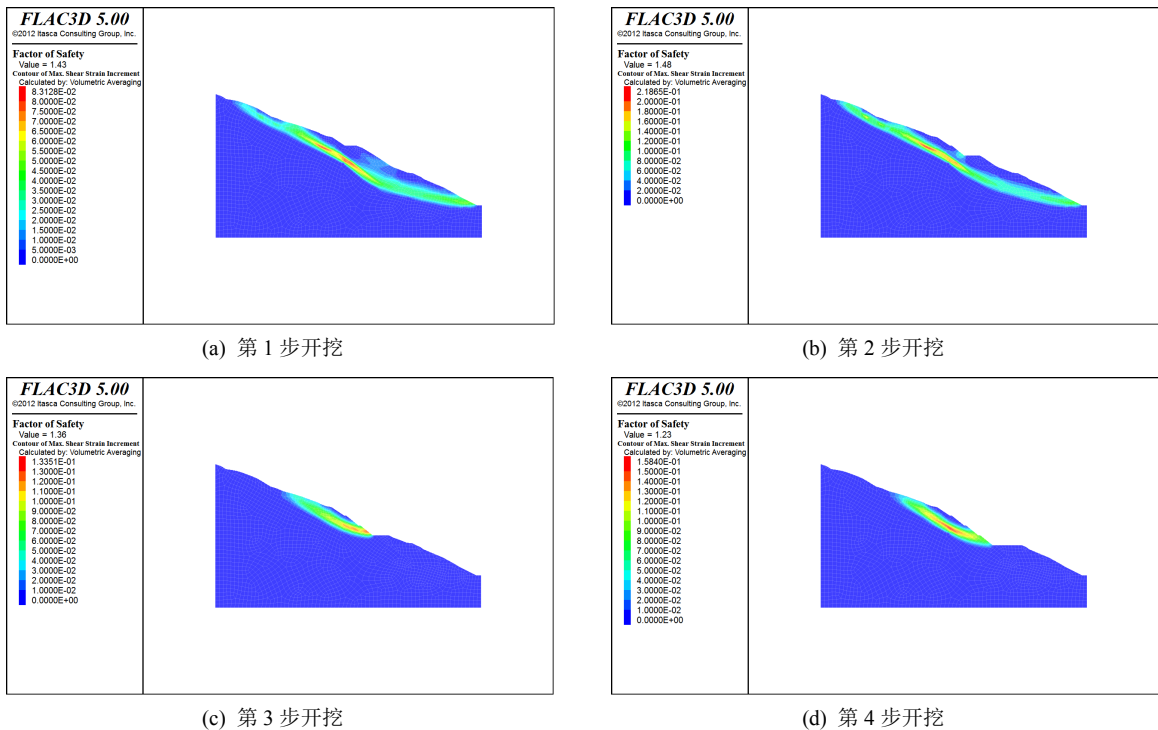 FLAC3D 5.00
©2012 Itasca Consulting Group, Inc.
Factor of Safety
Value = 1.43
Contour of Max. Shear Strain Increment
Calculated by: Volumetric Averaging
8.3128E-02
8.0000E-02
7.5000E-02
6.5000E-02
6.0000E-02
5.5000E-02
5.0000E-02
4.5000E-02
4.0000E-02
3.5000E-02
3.0000E-02
2.5000E-02
2.0000E-02
1.5000E-02
1.0000E-02
5.0000E-03
0.0000E+00
(a) 第 1 步开挖
FLAC3D 5.00
©2012 Itasca Consulting Group, Inc.
Factor of Safety
Value = 1.48
Contour of Max. Shear Strain Increment
Calculated by: Volumetric Averaging
2.1865E-01
2.0000E-01
1.8000E-01
1.6000E-01
1.4000E-01
1.2000E-01
1.0000E-01
8.0000E-02
6.0000E-02
4.0000E-02
2.0000E-02
0.0000E+00
(b) 第 2 步开挖
FLAC3D 5.00
©2012 Itasca Consulting Group, Inc.
Factor of Safety
Value = 1.36
Contour of Max. Shear Strain Increment
Calculated by: Volumetric Averaging
1.3351E-01
1.3000E-01
1.2000E-01
1.1000E-01
1.0000E-01
9.0000E-02
8.0000E-02
7.0000E-02
6.0000E-02
5.0000E-02
4.0000E-02
3.0000E-02
2.0000E-02
1.0000E-02
0.0000E+00
(c) 第 3 步开挖
FLAC3D 5.00
©2012 Itasca Consulting Group, Inc.
Factor of Safety
Value = 1.23
Contour of Max. Shear Strain Increment
Calculated by: Volumetric Averaging
1.5840E-01
1.5000E-01
1.4000E-01
1.3000E-01
1.2000E-01
1.1000E-01
1.0000E-01
9.0000E-02
8.0000E-02
7.0000E-02
6.0000E-02
5.0000E-02
4.0000E-02
3.0000E-02
2.0000E-02
1.0000E-02
0.0000E+00
(d) 第 4 步开挖